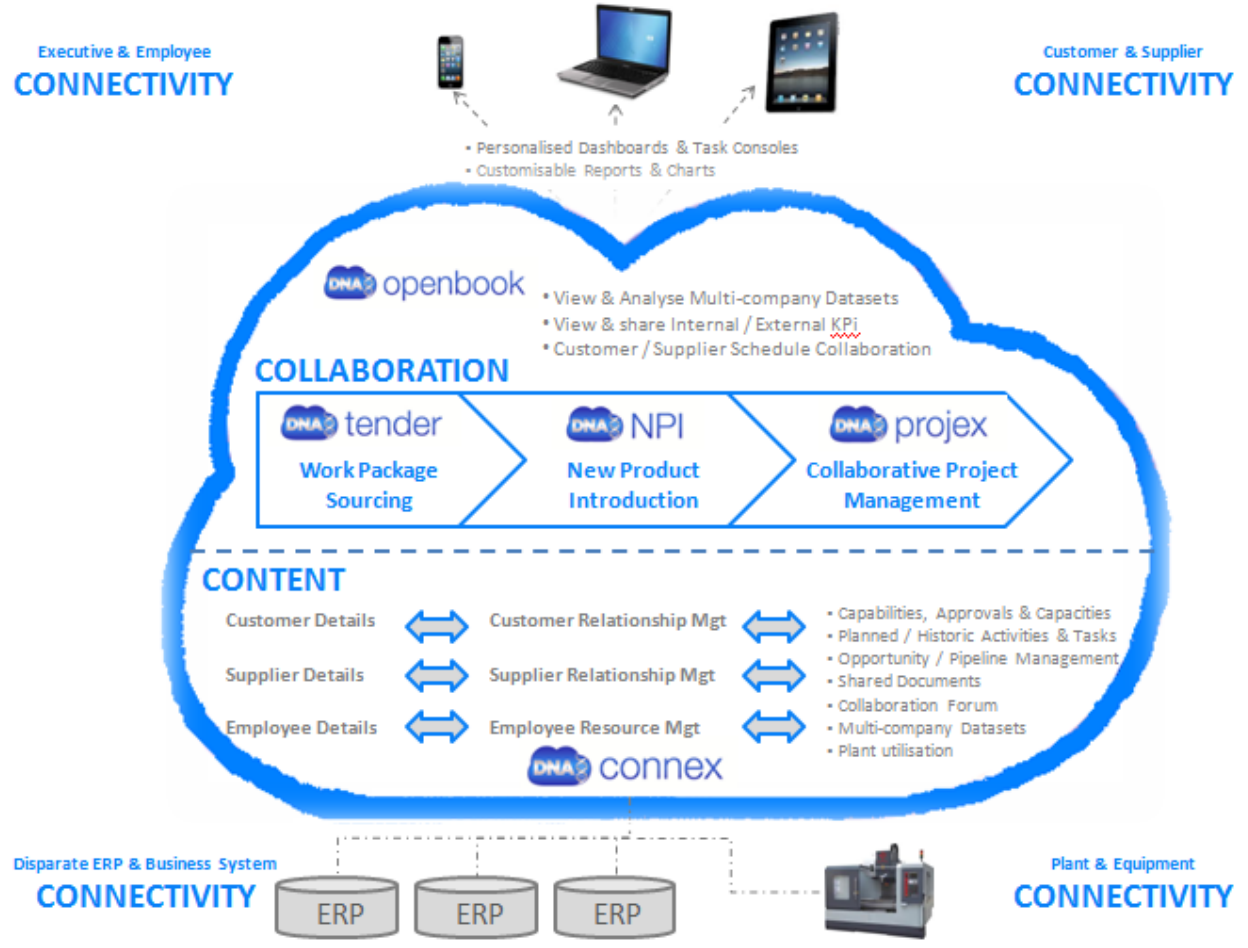 Executive & Employee
CONNECTIVITY
Customer & Supplier
CONNECTIVITY
▪ Personalised Dashboards & Task Consoles
▪ Customisable Reports & Charts
DNA openbook
• View & Analyse Multi-company Datasets
• View & share Internal / External KPi
• Customer / Supplier Schedule Collaboration
COLLABORATION
DNA tender
Work Package
Sourcing
DNA NPI
New Product
Introduction
DNA projex
Collaborative Project
Management
CONTENT
Customer Details
Customer Relationship Mgt
Supplier Details
Supplier Relationship Mgt
Employee Details
Employee Resource Mgt
▪ Capabilities, Approvals & Capacities
▪ Planned / Historic Activities & Tasks
▪ Opportunity / Pipeline Management
▪ Shared Documents
▪ Collaboration Forum
▪ Multi-company Datasets
▪ Plant utilisation
DNA connex
Disparate ERP & Business System
CONNECTIVITY
ERP
ERP
ERP
Plant & Equipment
CONNECTIVITY